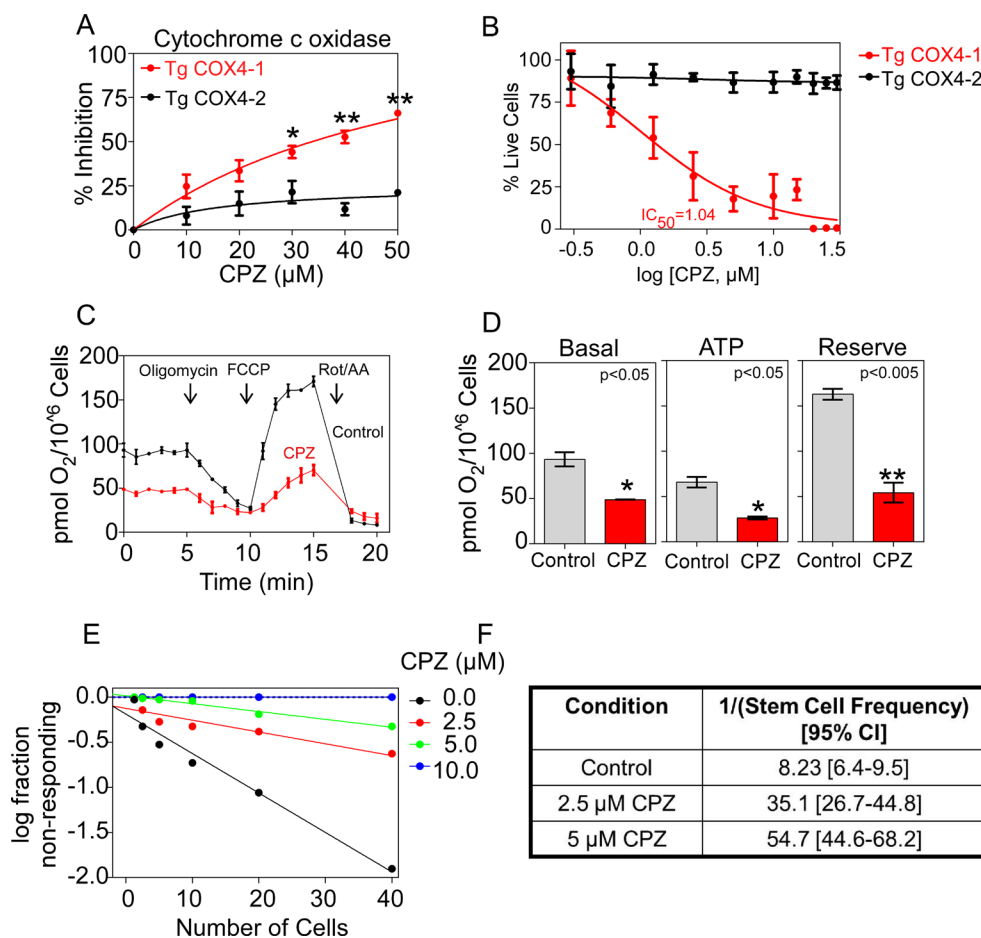 A
Cytochrome c oxidase
100
75
50
25
0
% Inhibition
Tg COX4-1
Tg COX4-2
*
**
**
0 10 20 30 40 50
CPZ (µM)
B
100
75
50
25
0
% Live Cells
Tg COX4-1
Tg COX4-2
IC50=1.04
-0.5 0.0 0.5 1.0 1.5
log [CPZ, µM]
C
200
150
100
50
0
pmol O2/10^6 Cells
Oligomycin FCCP Rot/AA
Control
CPZ
0 5 10 15 20
Time (min)
D
Basal ATP Reserve
200
150
100
50
0
pmol O2/10^6 Cells
p<0.05 p<0.05 p<0.005
* * **
Control CPZ Control CPZ Control CPZ
E
CPZ (µM)
0.0
2.5
5.0
10.0
0.0
-0.5
-1.0
-1.5
-2.0
log fraction
non-responding
0 10 20 30 40
Number of Cells
F
Condition 1/(Stem Cell Frequency)
[95% CI]
Control 8.23 [6.4-9.5]
2.5 µM CPZ 35.1 [26.7-44.8]
5 µM CPZ 54.7 [44.6-68.2]